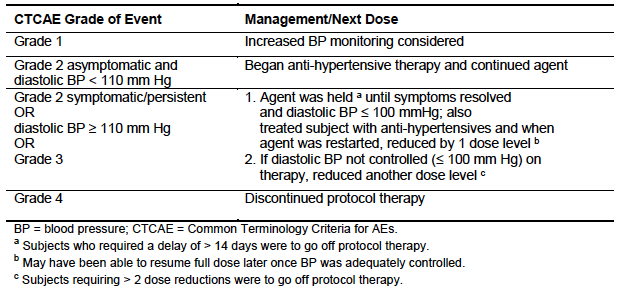 CTCAE Grade of Event Management/Next Dose
Grade 1 Increased BP monitoring considered
Grade 2 asymptomatic and Began anti-hypertensive therapy and continued agent
diastolic BP < 110 mm Hg
Grade 2 symptomatic/persistent 1. Agent was held a until symptoms resolved
OR and diastolic BP ≤ 100 mmHg; also
diastolic BP ≥ 110 mm Hg treated subject with anti-hypertensives and when
OR agent was restarted, reduced by 1 dose level b
Grade 3 2. If diastolic BP not controlled (≤ 100 mm Hg) on
therapy, reduced another dose level c
Grade 4 Discontinued protocol therapy
BP = blood pressure; CTCAE = Common Terminology Criteria for AEs.
a Subjects who required a delay of > 14 days were to go off protocol therapy.
b May have been able to resume full dose later once BP was adequately controlled.
c Subjects requiring > 2 dose reductions were to go off protocol therapy.